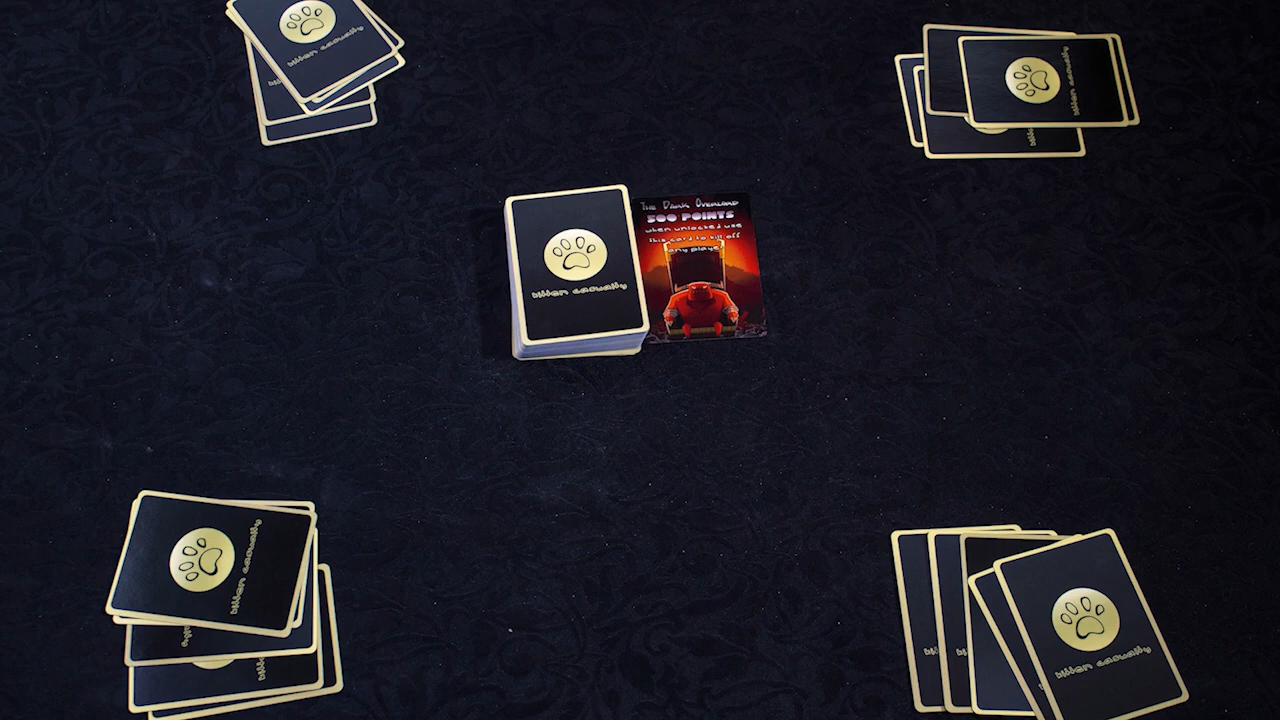 kitten casualty
kitten casualty
kitten casualty
The Dark Overlord
500 POINTS
when unlocked use
this card to kill off
any player
kitten casualty
kitten casualty